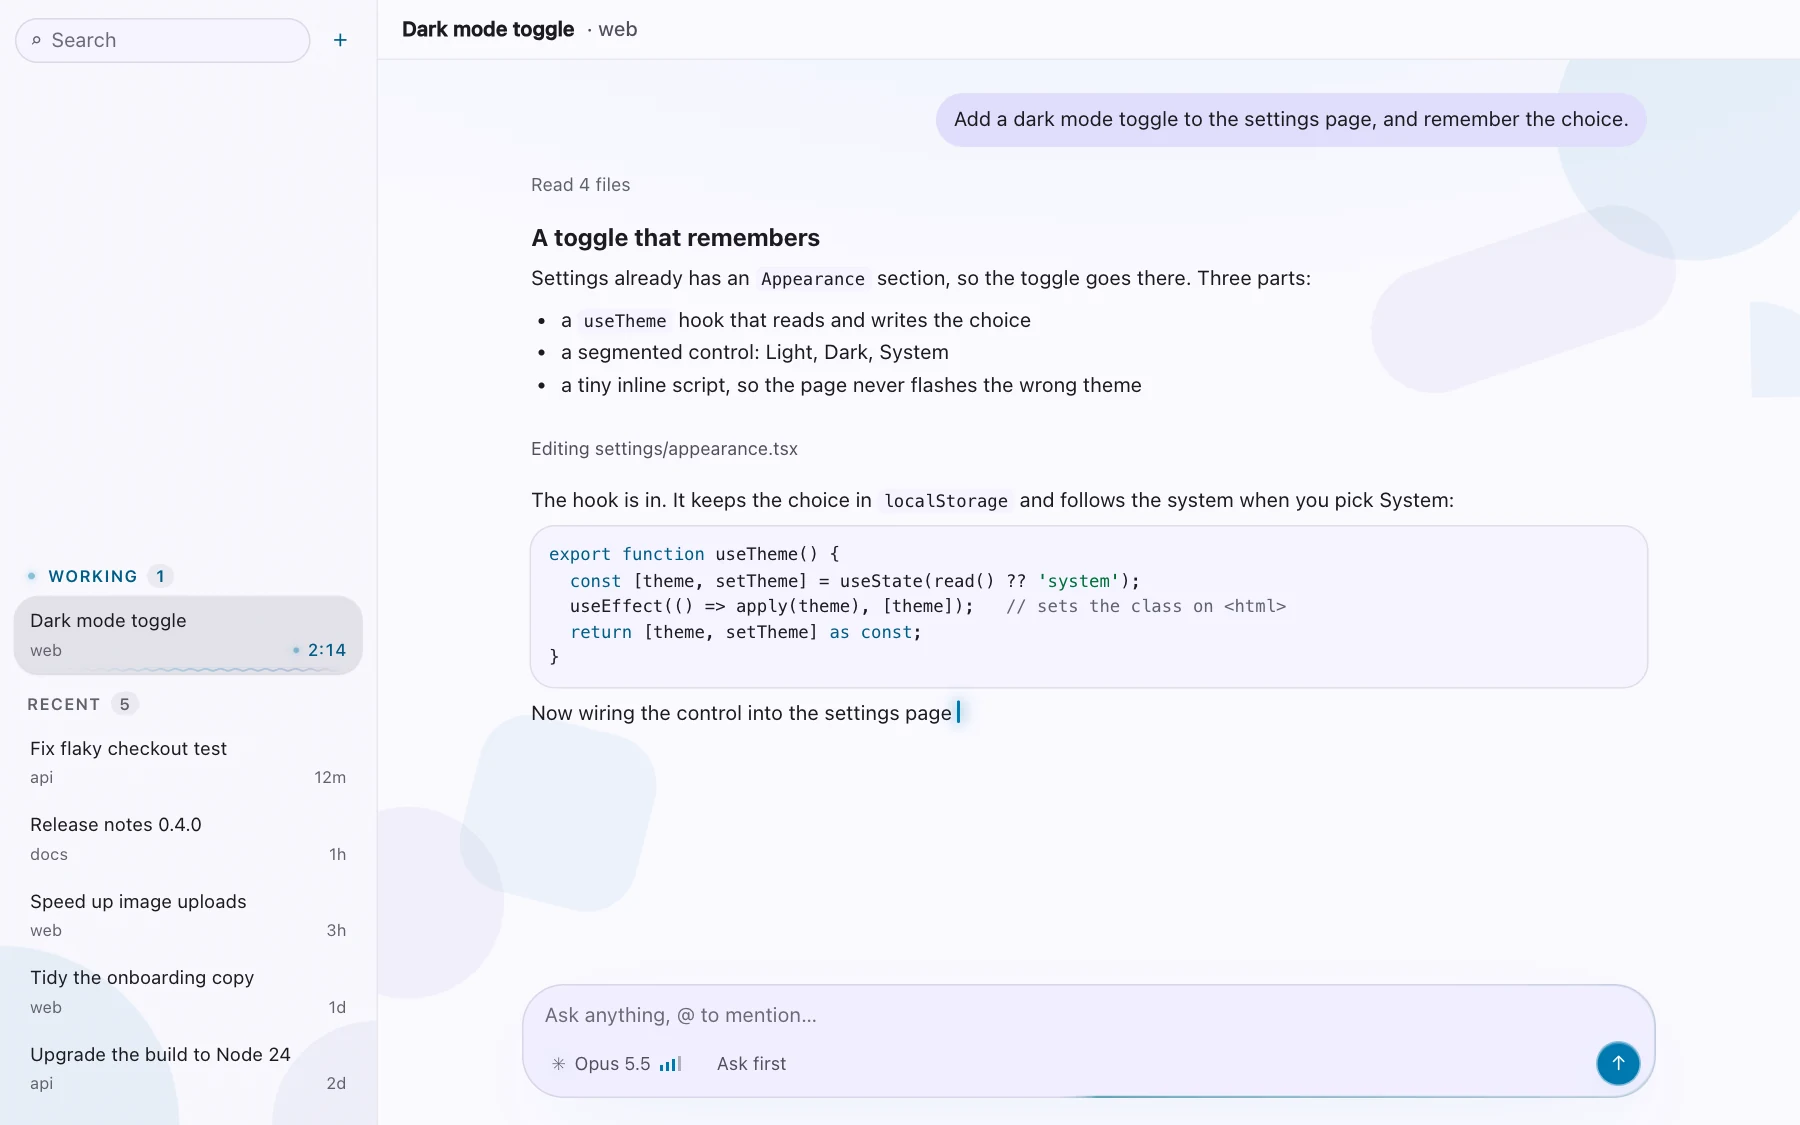 Search
+
WORKING 1
Dark mode toggle
web
2:14
RECENT 5
Fix flaky checkout test
api
12m
Release notes 0.4.0
docs
1h
Speed up image uploads
web
3h
Tidy the onboarding copy
web
1d
Upgrade the build to Node 24
api
2d
Dark mode toggle · web
Add a dark mode toggle to the settings page, and remember the choice.
Read 4 files
A toggle that remembers
Settings already has an Appearance section, so the toggle goes there. Three parts:
• a useTheme hook that reads and writes the choice
• a segmented control: Light, Dark, System
• a tiny inline script, so the page never flashes the wrong theme
Editing settings/appearance.tsx
The hook is in. It keeps the choice in localStorage and follows the system when you pick System:
export function useTheme() {
  const [theme, setTheme] = useState(read() ?? 'system');
  useEffect(() => apply(theme), [theme]);   // sets the class on <html>
  return [theme, setTheme] as const;
}
Now wiring the control into the settings page
Ask anything, @ to mention...
Opus 5.5
Ask first